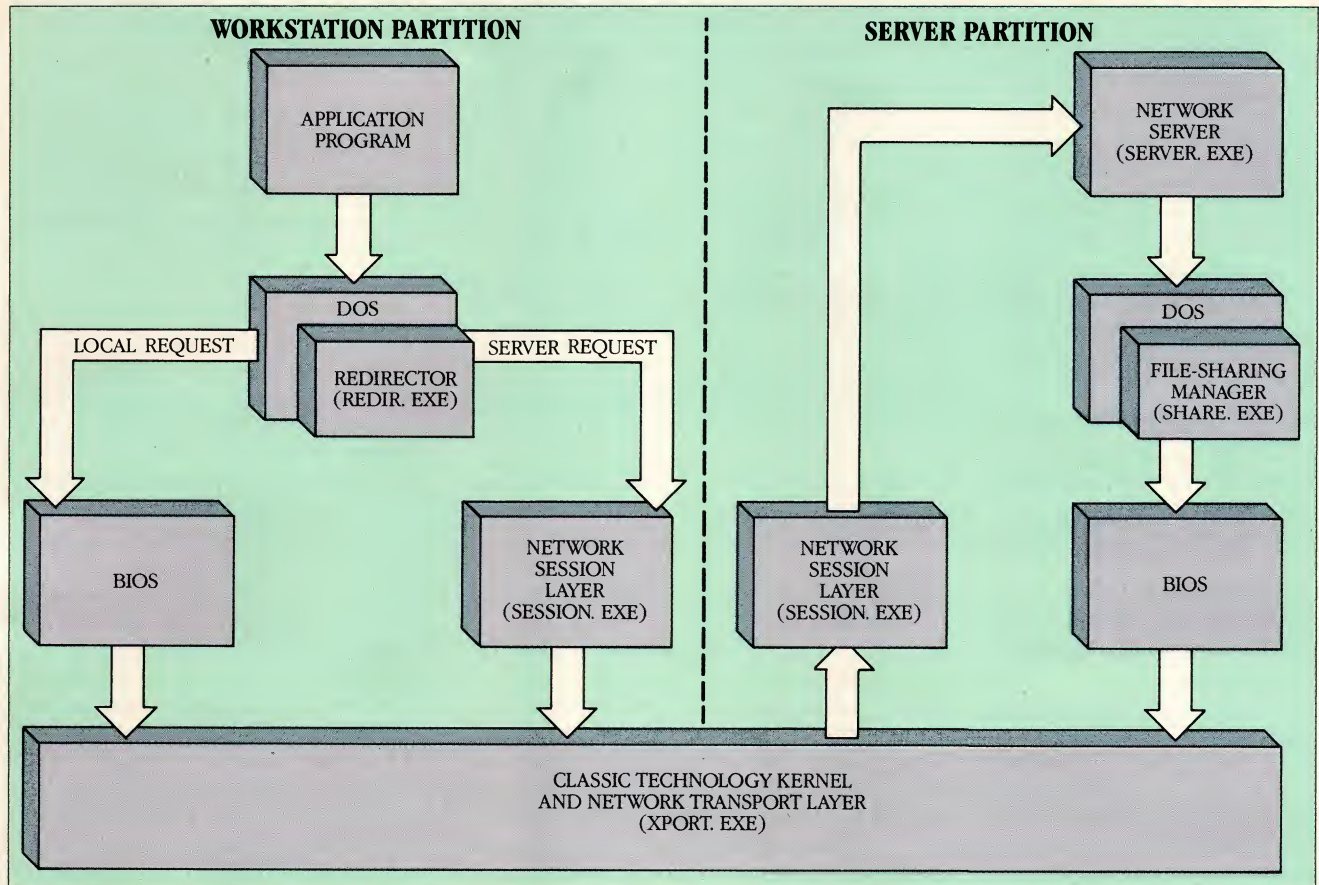 WORKSTATION PARTITION
APPLICATION
PROGRAM
DOS
LOCAL REQUEST
SERVER REQUEST
REDIRECTOR
(REDIR. EXE)
BIOS
NETWORK
SESSION
LAYER
(SESSION. EXE)
SERVER PARTITION
NETWORK
SERVER
(SERVER. EXE)
DOS
FILE-SHARING
MANAGER
(SHARE. EXE)
NETWORK
SESSION
LAYER
(SESSION. EXE)
BIOS
CLASSIC TECHNOLOGY KERNEL
AND NETWORK TRANSPORT LAYER
(XPORT. EXE)